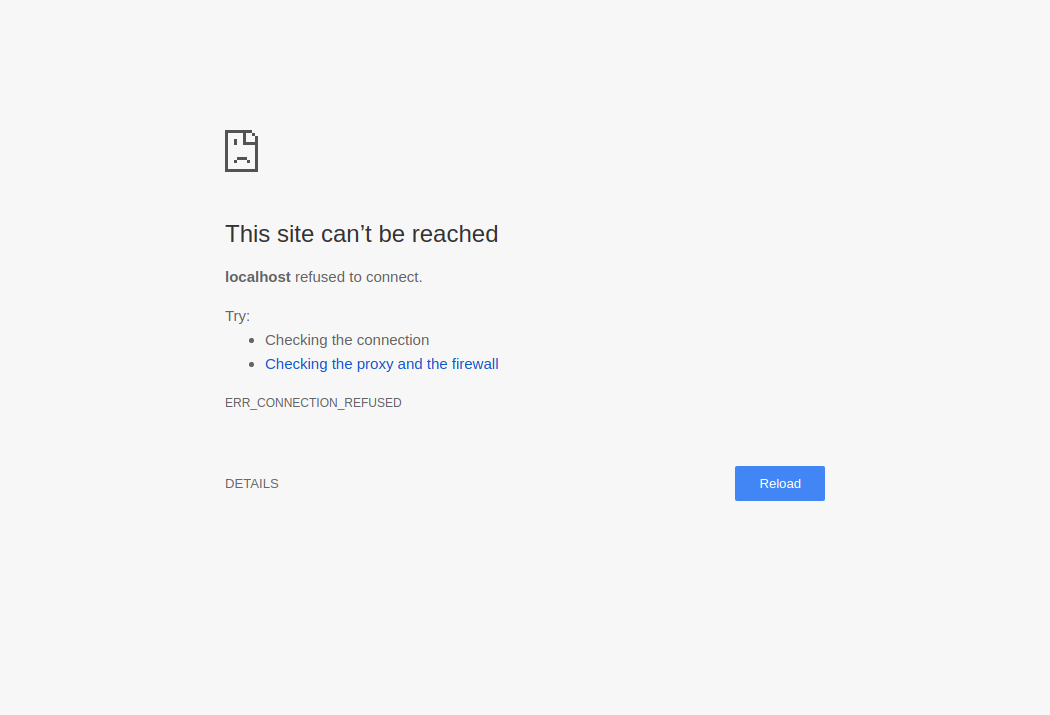 This site can’t be reached
localhost refused to connect.
Try:
Checking the connection
Checking the proxy and the firewall
ERR_CONNECTION_REFUSED
DETAILS
Reload